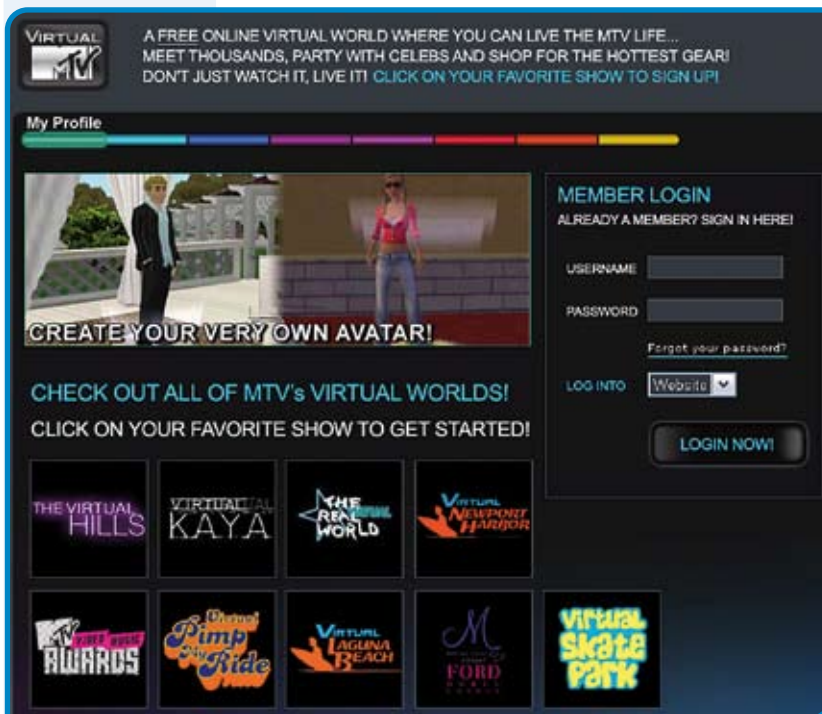 VIRTUAL
MTV
A FREE ONLINE VIRTUAL WORLD WHERE YOU CAN LIVE THE MTV LIFE...
MEET THOUSANDS, PARTY WITH CELEBS AND SHOP FOR THE HOTTEST GEAR!
DON'T JUST WATCH IT, LIVE IT! CLICK ON YOUR FAVORITE SHOW TO SIGN UP!
My Profile
CREATE YOUR VERY OWN AVATAR!
MEMBER LOGIN
ALREADY A MEMBER? SIGN IN HERE!
USERNAME
PASSWORD
Forgot your password?
LOG INTO Website
LOGIN NOW!
CHECK OUT ALL OF MTV's VIRTUAL WORLDS!
CLICK ON YOUR FAVORITE SHOW TO GET STARTED!
THE VIRTUAL
HILLS
VIRTUAL
KAYA
THE
REAL
WORLD
VIRTUAL
NEWPORT
HARBOR
MTV VIDEO MUSIC
AWARDS
Virtual
Pimp
My
Ride
VIRTUAL
LAGUNA
BEACH
M
FORD
VIRTUAL
SKATE
PARK